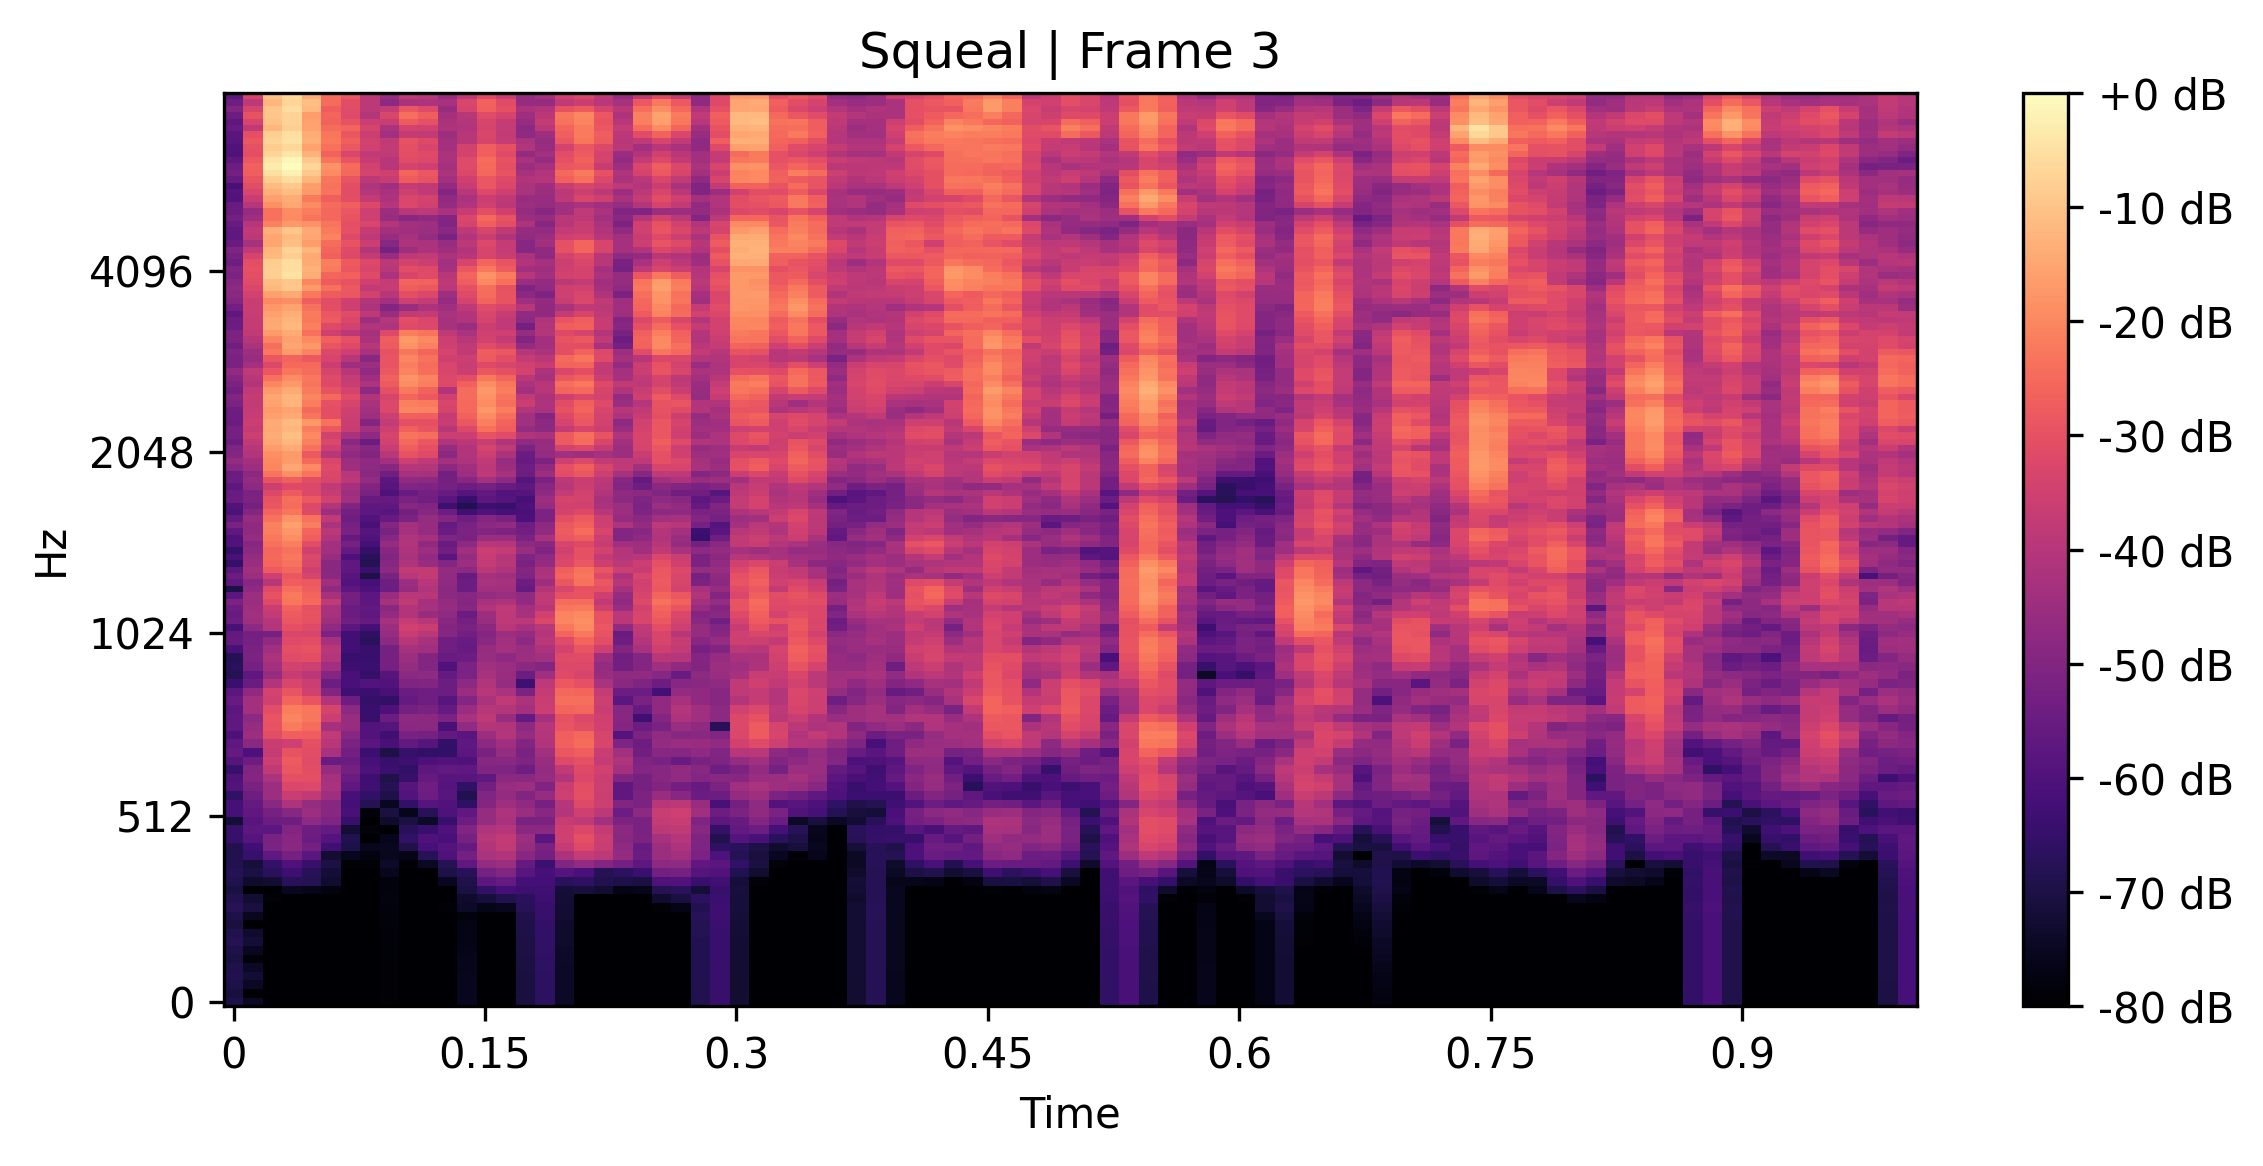 Squeal | Frame 3
Hz
4096
2048
1024
512
0
0 0.15 0.3 0.45 0.6 0.75 0.9
Time
+0 dB
-10 dB
-20 dB
-30 dB
-40 dB
-50 dB
-60 dB
-70 dB
-80 dB